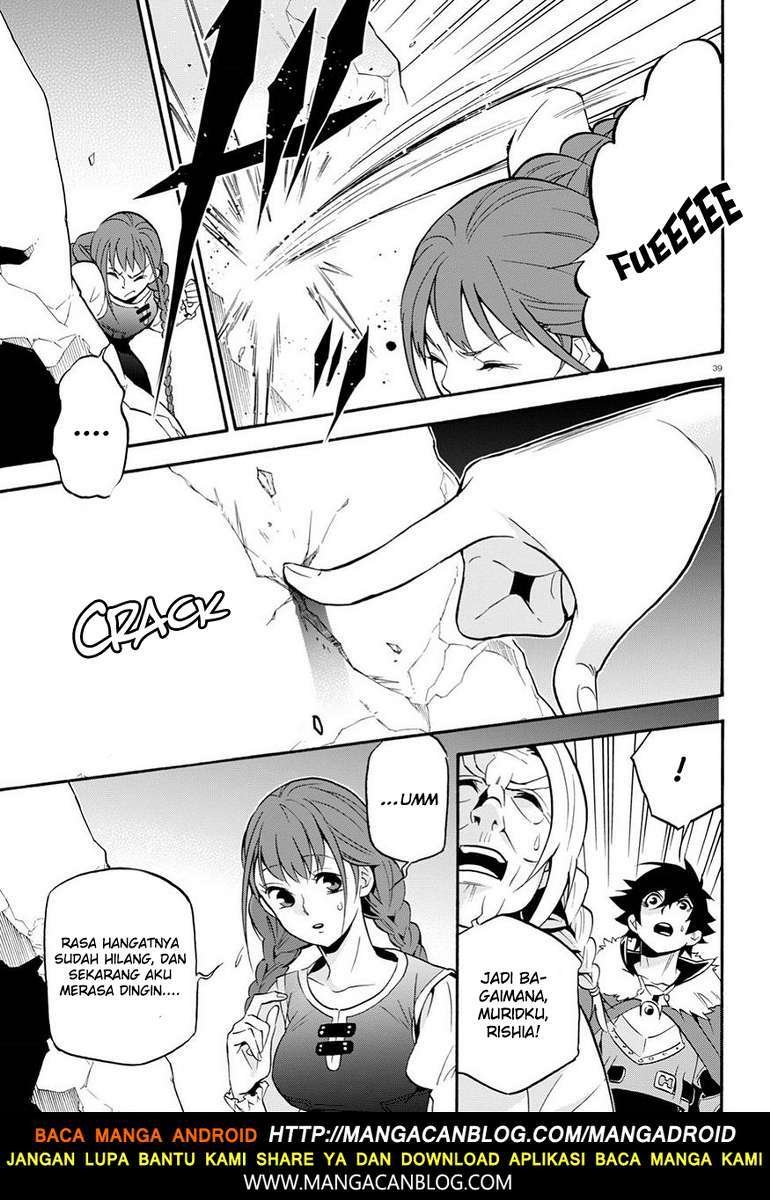 FUEEEEE
39
....
CRACK
!
JADI BA-
GAIMANA,
MURIDKU,
RISHIA!
...UMM
RASA HANGATNYA
SUDAH HILANG, DAN
SEKARANG AKU
MERASA DINGIN....
BACA MANGA ANDROID HTTP://MANGACANBLOG.COM/MANGADROID
JANGAN LUPA BANTU KAMI SHARE YA DAN DOWNLOAD APLIKASI BACA MANGA KAMI
WWW.MANGACANBLOG.COM